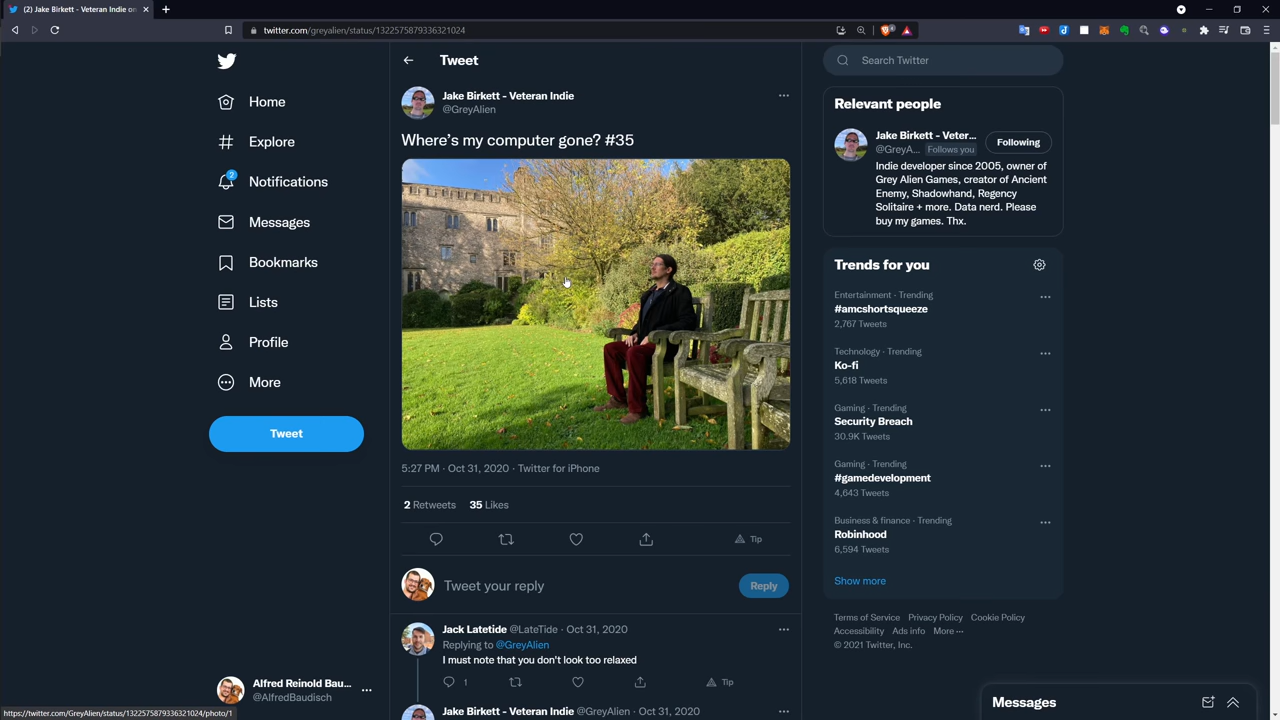 (2) Jake Birkett - Veteran Indie on
twitter.com/greyalien/status/1322575879336321024
Home
Explore
2
Notifications
Messages
Bookmarks
Lists
Profile
More
Tweet
Alfred Reinold Bau...
@AlfredBaudisch
https://twitter.com/GreyAlien/status/1322575879336321024/photo/1
Tweet
Jake Birkett - Veteran Indie
@GreyAlien
Where's my computer gone? #35
5:27 PM · Oct 31, 2020 · Twitter for iPhone
2 Retweets 35 Likes
Tip
Tweet your reply
Reply
Jack Latetide @LateTide · Oct 31, 2020
Replying to @GreyAlien
I must note that you don't look too relaxed
1
Tip
Jake Birkett - Veteran Indie @GreyAlien · Oct 31, 2020
Search Twitter
Relevant people
Jake Birkett - Veter...
@GreyA... Follows you
Following
Indie developer since 2005, owner of
Grey Alien Games, creator of Ancient
Enemy, Shadowhand, Regency
Solitaire + more. Data nerd. Please
buy my games. Thx.
Trends for you
Entertainment · Trending
#amcshortsqueeze
2,767 Tweets
Technology · Trending
Ko-fi
5,618 Tweets
Gaming · Trending
Security Breach
30.9K Tweets
Gaming · Trending
#gamedevelopment
4,643 Tweets
Business & finance · Trending
Robinhood
6,594 Tweets
Show more
Terms of Service Privacy Policy Cookie Policy
Accessibility Ads info More ···
© 2021 Twitter, Inc.
Messages